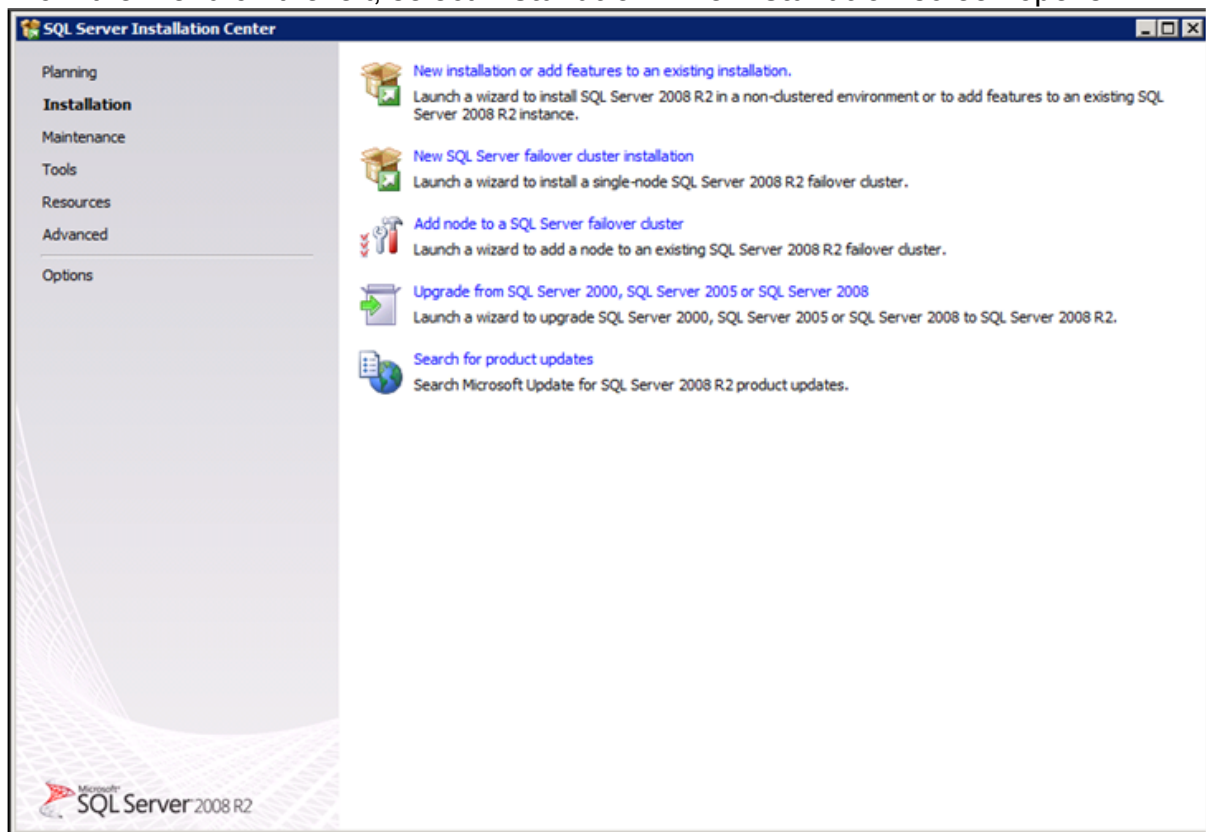 SQL Server Installation Center
Planning
Installation
Maintenance
Tools
Resources
Advanced
Options
New installation or add features to an existing installation.
Launch a wizard to install SQL Server 2008 R2 in a non-clustered environment or to add features to an existing SQL
Server 2008 R2 instance.
New SQL Server failover cluster installation
Launch a wizard to install a single-node SQL Server 2008 R2 failover cluster.
Add node to a SQL Server failover cluster
Launch a wizard to add a node to an existing SQL Server 2008 R2 failover cluster.
Upgrade from SQL Server 2000, SQL Server 2005 or SQL Server 2008
Launch a wizard to upgrade SQL Server 2000, SQL Server 2005 or SQL Server 2008 to SQL Server 2008 R2.
Search for product updates
Search Microsoft Update for SQL Server 2008 R2 product updates.
Microsoft
SQL Server 2008 R2